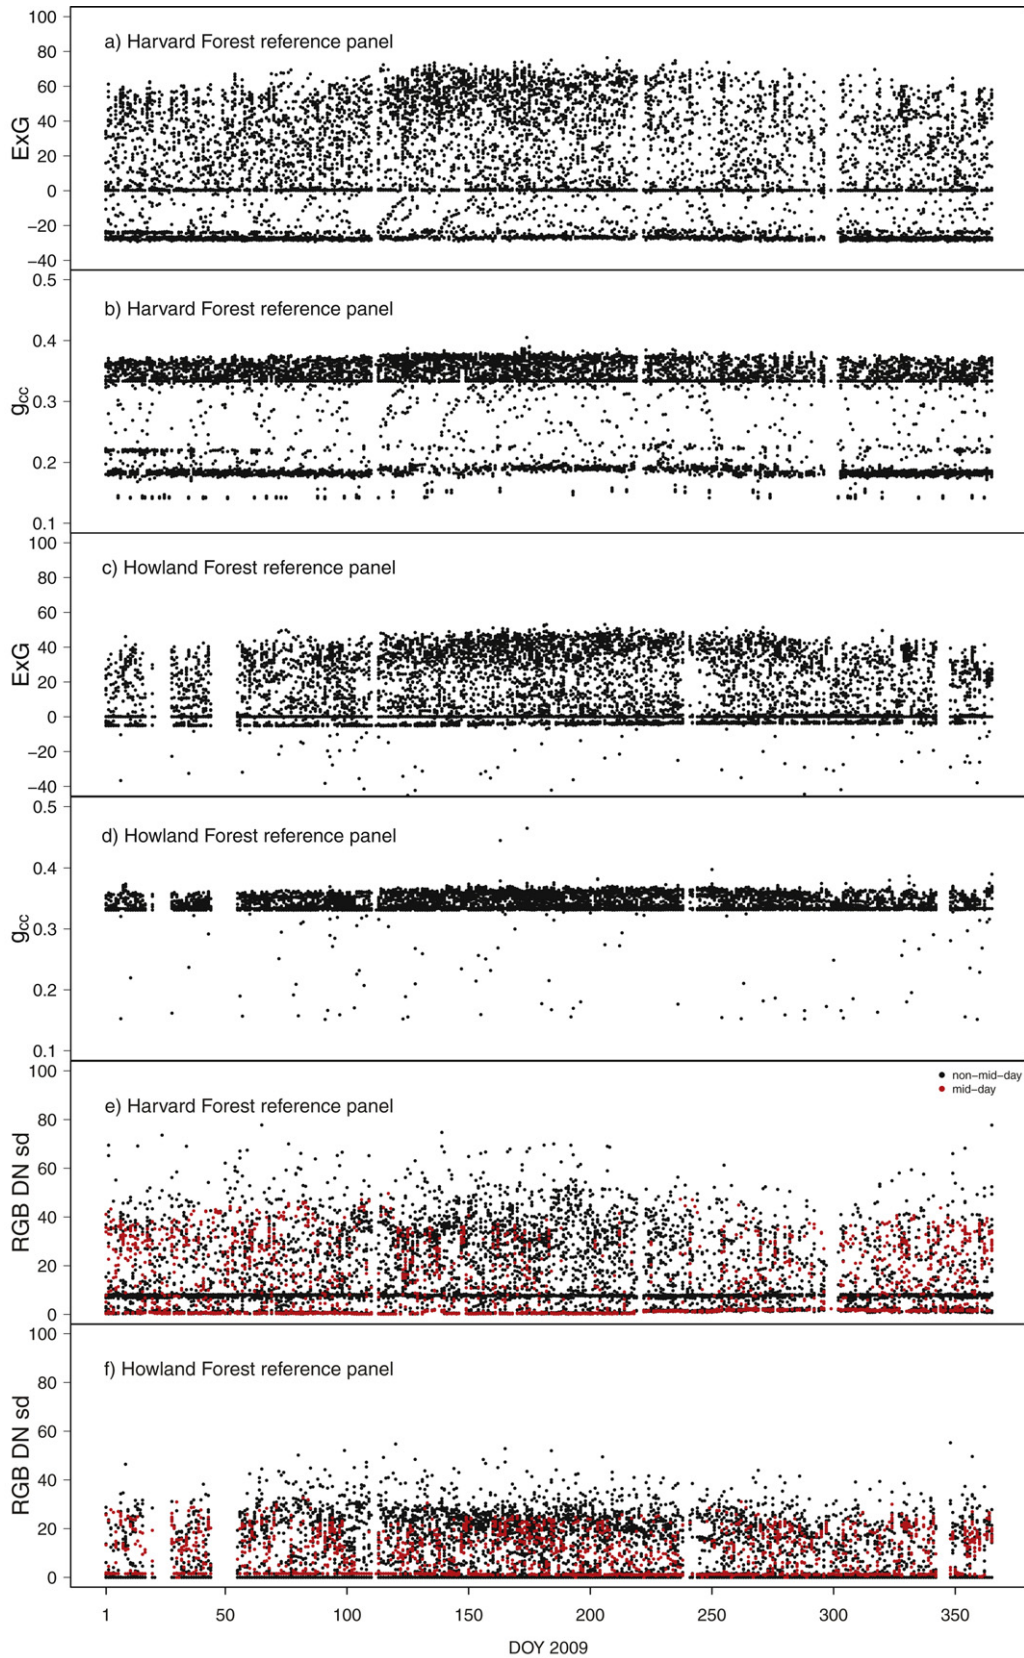 100
a) Harvard Forest reference panel
80
60
40
20
0
−20
−40
ExG
0.5
b) Harvard Forest reference panel
0.4
0.3
0.2
0.1
gcc
100
c) Howland Forest reference panel
80
60
40
20
0
−20
−40
ExG
0.5
d) Howland Forest reference panel
0.4
0.3
0.2
0.1
gcc
100
non−mid−day
mid−day
e) Harvard Forest reference panel
80
60
40
20
0
RGB DN sd
100
f) Howland Forest reference panel
80
60
40
20
0
RGB DN sd
1 50 100 150 200 250 300 350
DOY 2009